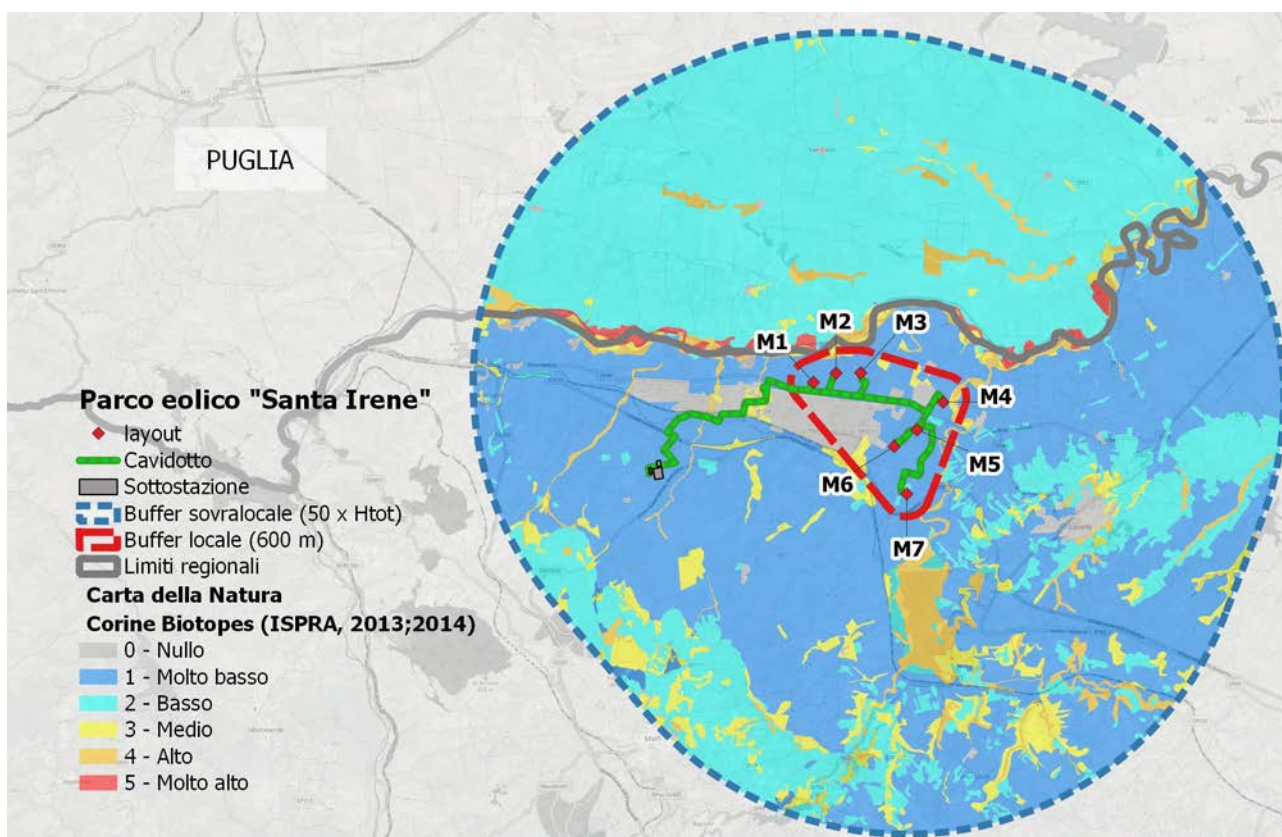 PUGLIA
M2
M3
M1
M4
M5
M6
M7
Lavello
Parco eolico "Santa Irene"
layout
Cavidotto
Sottostazione
Buffer sovralocale (50 x Htot)
Buffer locale (600 m)
Limiti regionali
Carta della Natura
Corine Biotopes (ISPRA, 2013;2014)
0 - Nullo
1 - Molto basso
2 - Basso
3 - Medio
4 - Alto
5 - Molto alto